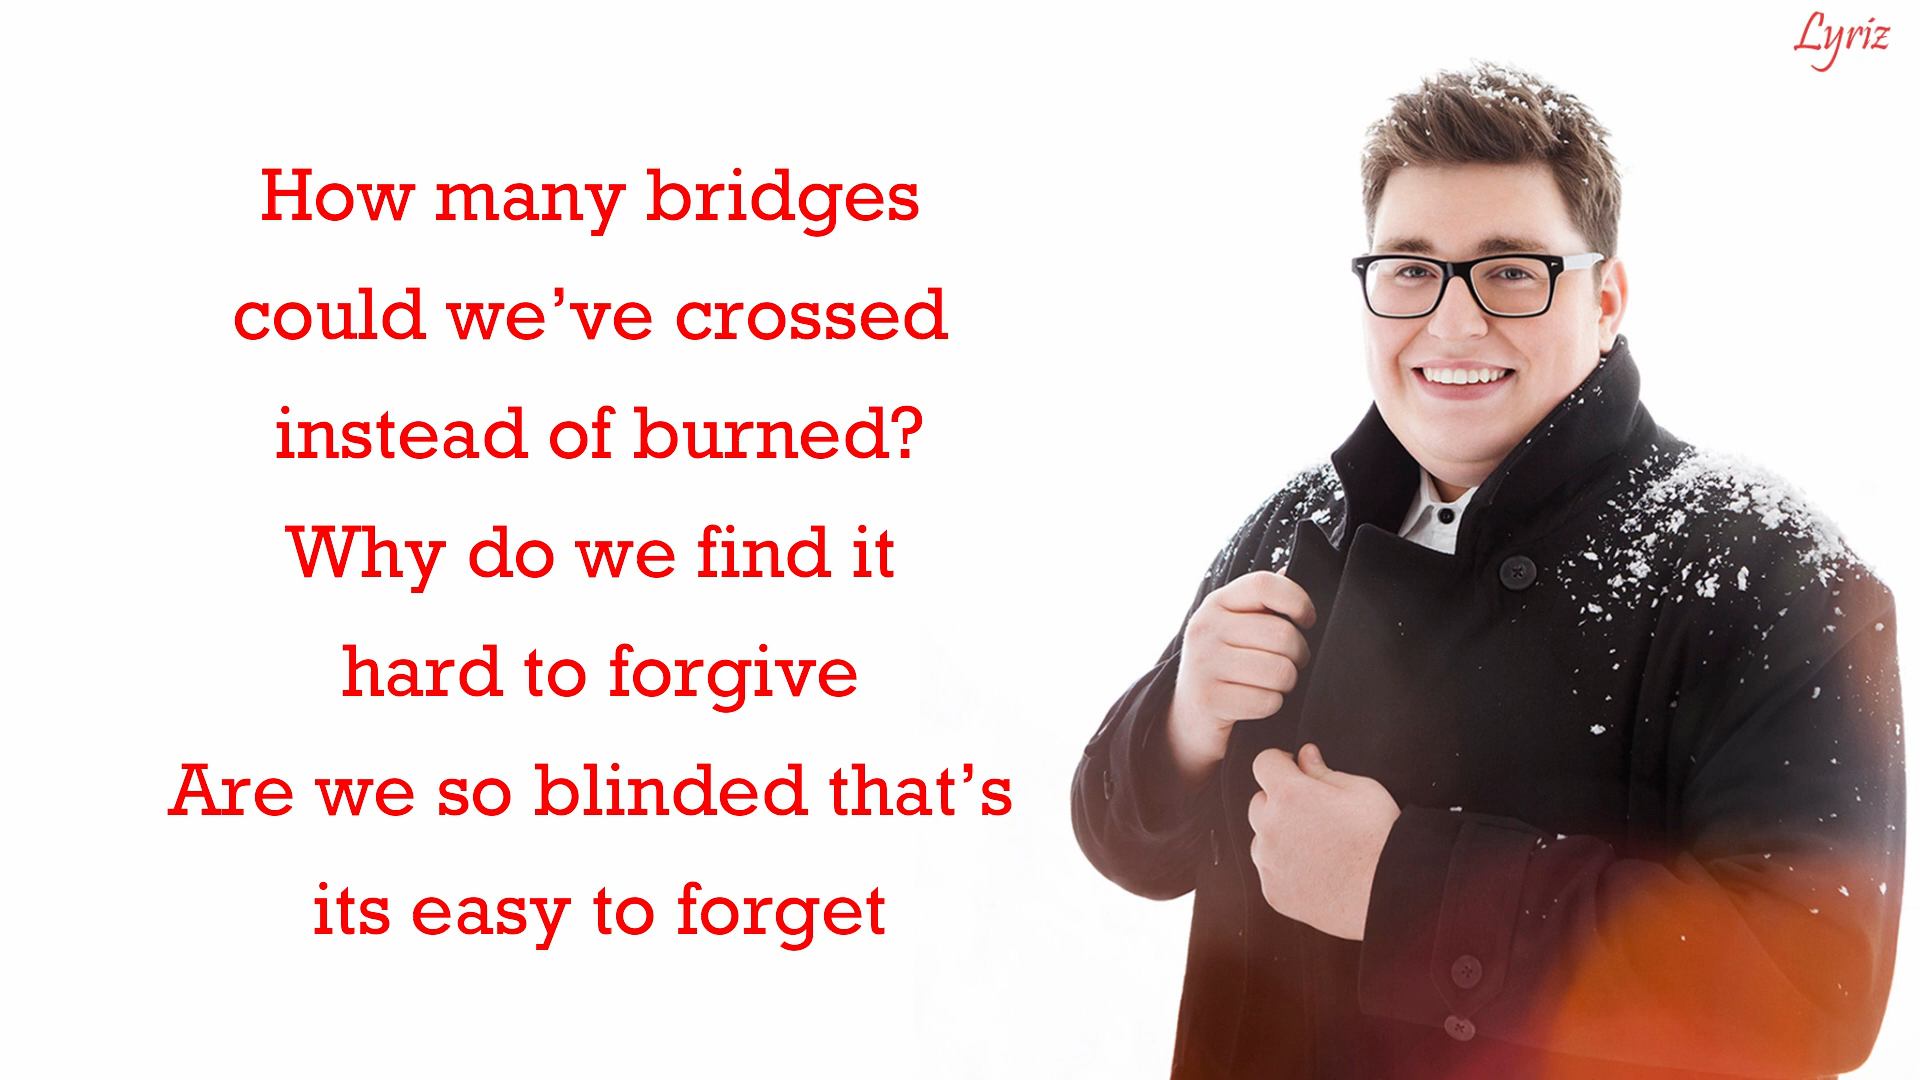 Lyriz
How many bridges
could we’ve crossed
instead of burned?
Why do we find it
hard to forgive
Are we so blinded that’s
its easy to forget